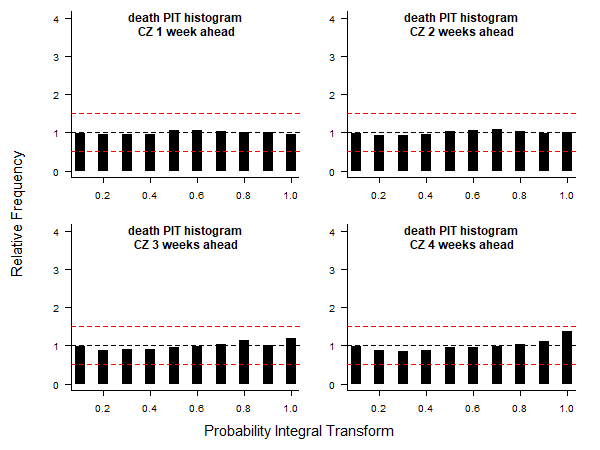 death PIT histogram
CZ 1 week ahead
4
3
2
1
0
0.2 0.4 0.6 0.8 1.0
death PIT histogram
CZ 2 weeks ahead
4
3
2
1
0
0.2 0.4 0.6 0.8 1.0
Relative Frequency
death PIT histogram
CZ 3 weeks ahead
4
3
2
1
0
0.2 0.4 0.6 0.8 1.0
death PIT histogram
CZ 4 weeks ahead
4
3
2
1
0
0.2 0.4 0.6 0.8 1.0
Probability Integral Transform